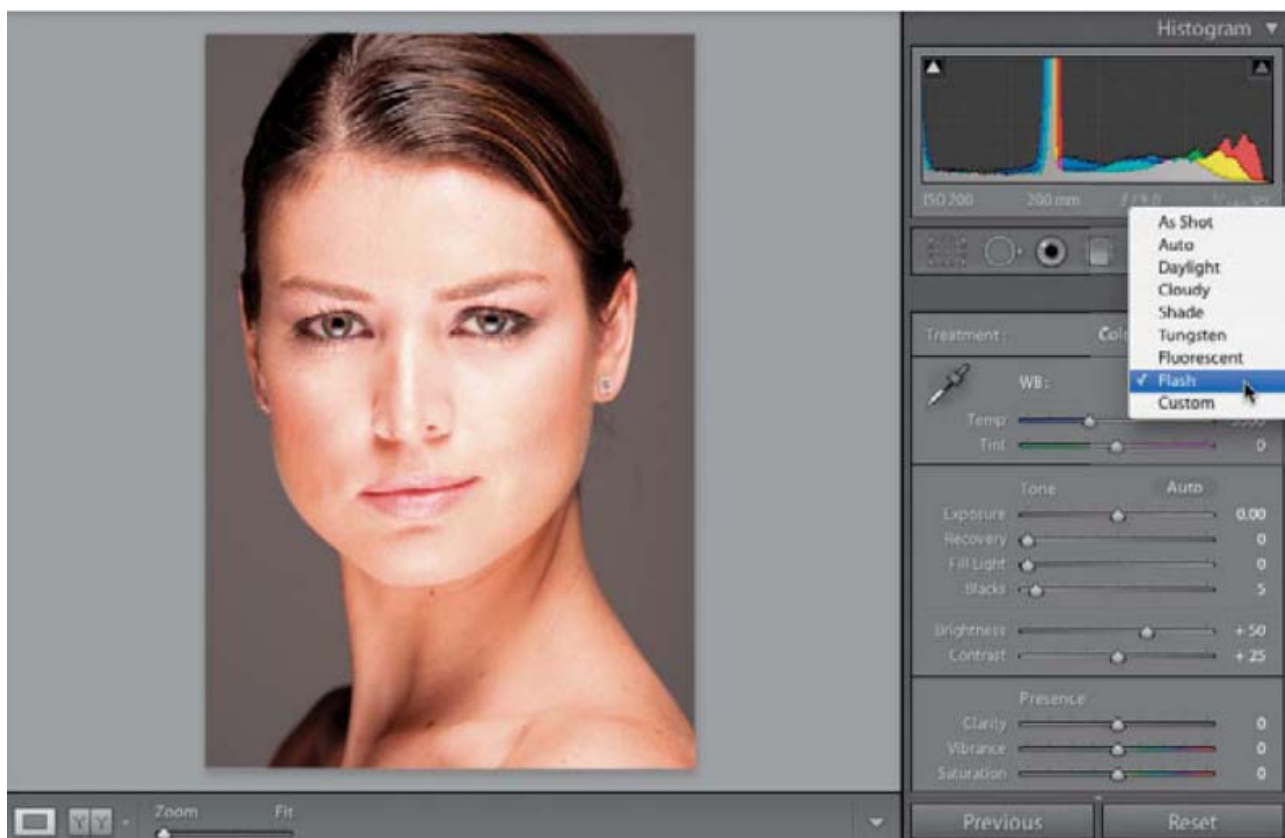 Histogram
ISO 200 200 mm f / 9.0
As Shot
Auto
Daylight
Cloudy
Shade
Tungsten
Fluorescent
Flash
Custom
Treatment :
WB :
Temp
Tint 0
Tone Auto
Exposure 0.00
Recovery 0
Fill Light 0
Blacks 5
Brightness + 50
Contrast + 25
Presence
Clarity 0
Vibrance 0
Saturation 0
Zoom Fit
Previous Reset